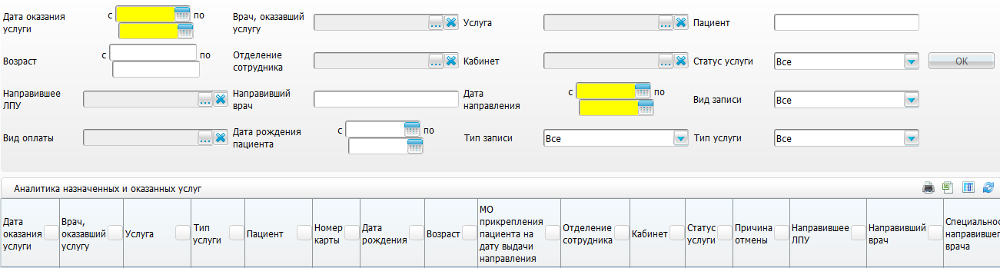 Дата оказания услуги
с
по
Врач, оказавший услугу
...
Услуга
...
Пациент
Возраст
с
по
Отделение сотрудника
...
Кабинет
...
Статус услуги
Все
OK
Направившее ЛПУ
...
Направивший врач
Дата направления
с
по
Вид записи
Все
Вид оплаты
...
Дата рождения пациента
с
по
Тип записи
Все
Тип услуги
Все
Аналитика назначенных и оказанных услуг
Дата
оказания
услуги
Врач,
оказавший
услугу
Услуга
Тип
услуги
Пациент
Номер
карты
Дата
рождения
Возраст
МО
прикрепления
пациента на
дату выдачи
направления
Отделение
сотрудника
Кабинет
Статус
услуги
Причина
отмены
Направившее
ЛПУ
Направивший
врач
Специальнос
направившег
врача